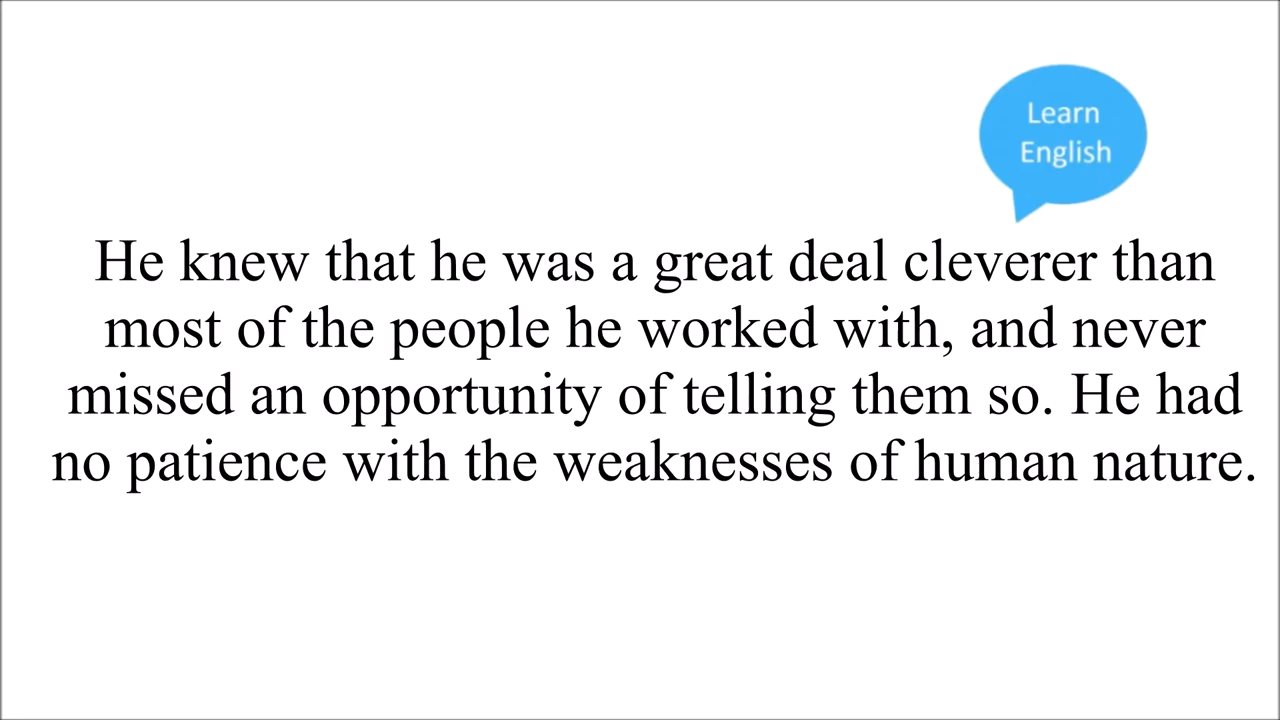 Learn
English
He knew that he was a great deal cleverer than
most of the people he worked with, and never
missed an opportunity of telling them so. He had
no patience with the weaknesses of human nature.